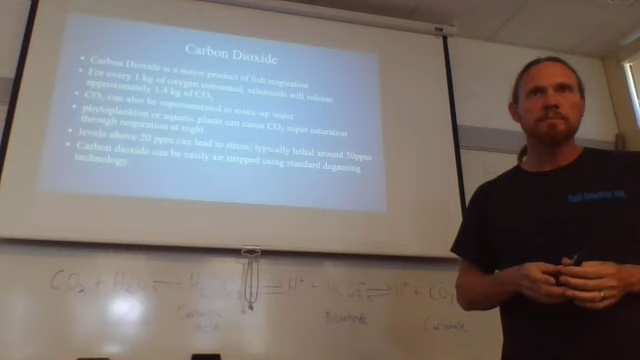 Carbon Dioxide
• Carbon Dioxide is a major product of fish respiration
• For every 1 kg of oxygen consumed, salmonids will release
approximately 1.4 kg of CO₂
• CO₂ can also be supersaturated in make-up water
• phytoplankton or aquatic plants can cause CO₂ super saturation
through respiration at night
• levels above 20 ppm can lead to stress; typically lethal around 50ppm
• Carbon dioxide can be easily air stripped using standard degassing
technology
CO₂ + H₂O ⇌ H₂ ⇌ H⁺ ⇌ H⁺ + CO₃
Carbonic Bicarbonate Carbonate
Acid